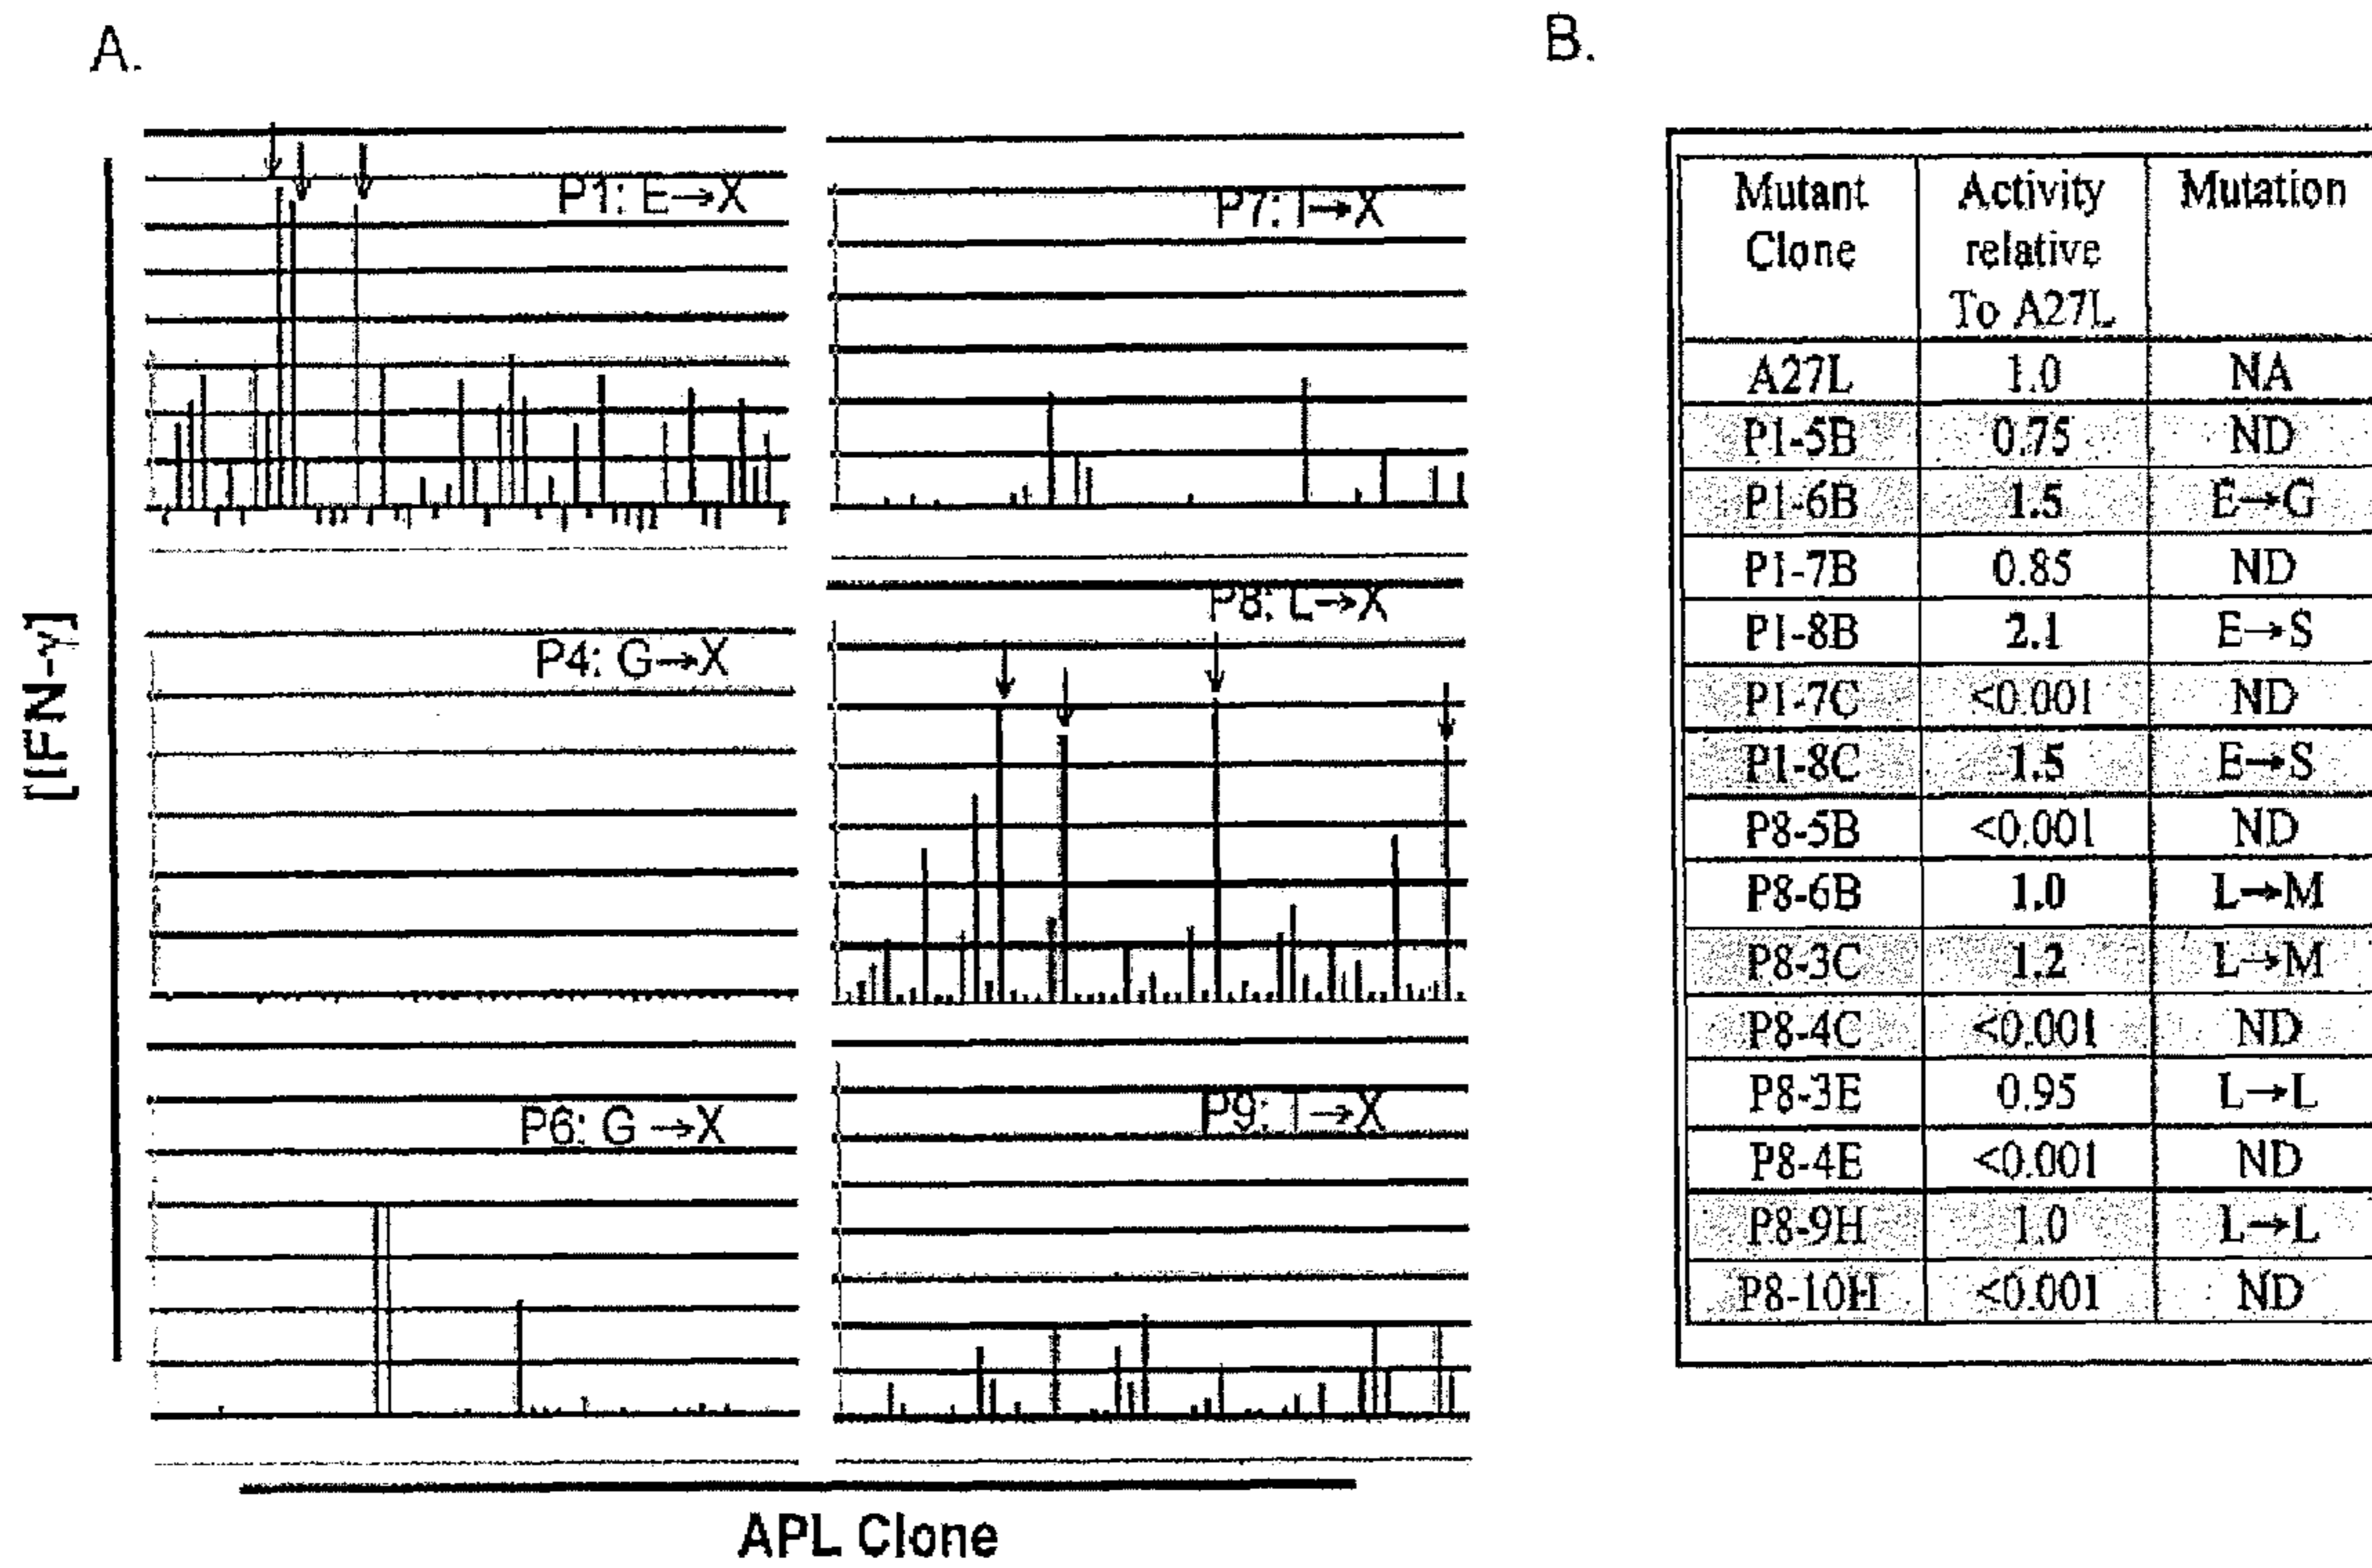 A.
B.
P1: E→X
P7: I→X
P4: G→X
P8: L→X
P6: G→X
P9: I→X
[IFN-γ]
APL Clone
Mutant Clone | Activity relative To A27L | Mutation
A27L | 1.0 | NA
P1-5B | 0.75 | ND
P1-6B | 1.5 | E→G
P1-7B | 0.85 | ND
P1-8B | 2.1 | E→S
P1-7C | <0.001 | ND
P1-8C | 1.5 | E→S
P8-5B | <0.001 | ND
P8-6B | 1.0 | L→M
P8-3C | 1.2 | L→M
P8-4C | <0.001 | ND
P8-3E | 0.95 | L→L
P8-4E | <0.001 | ND
P8-9H | 1.0 | L→L
P8-10H | <0.001 | ND